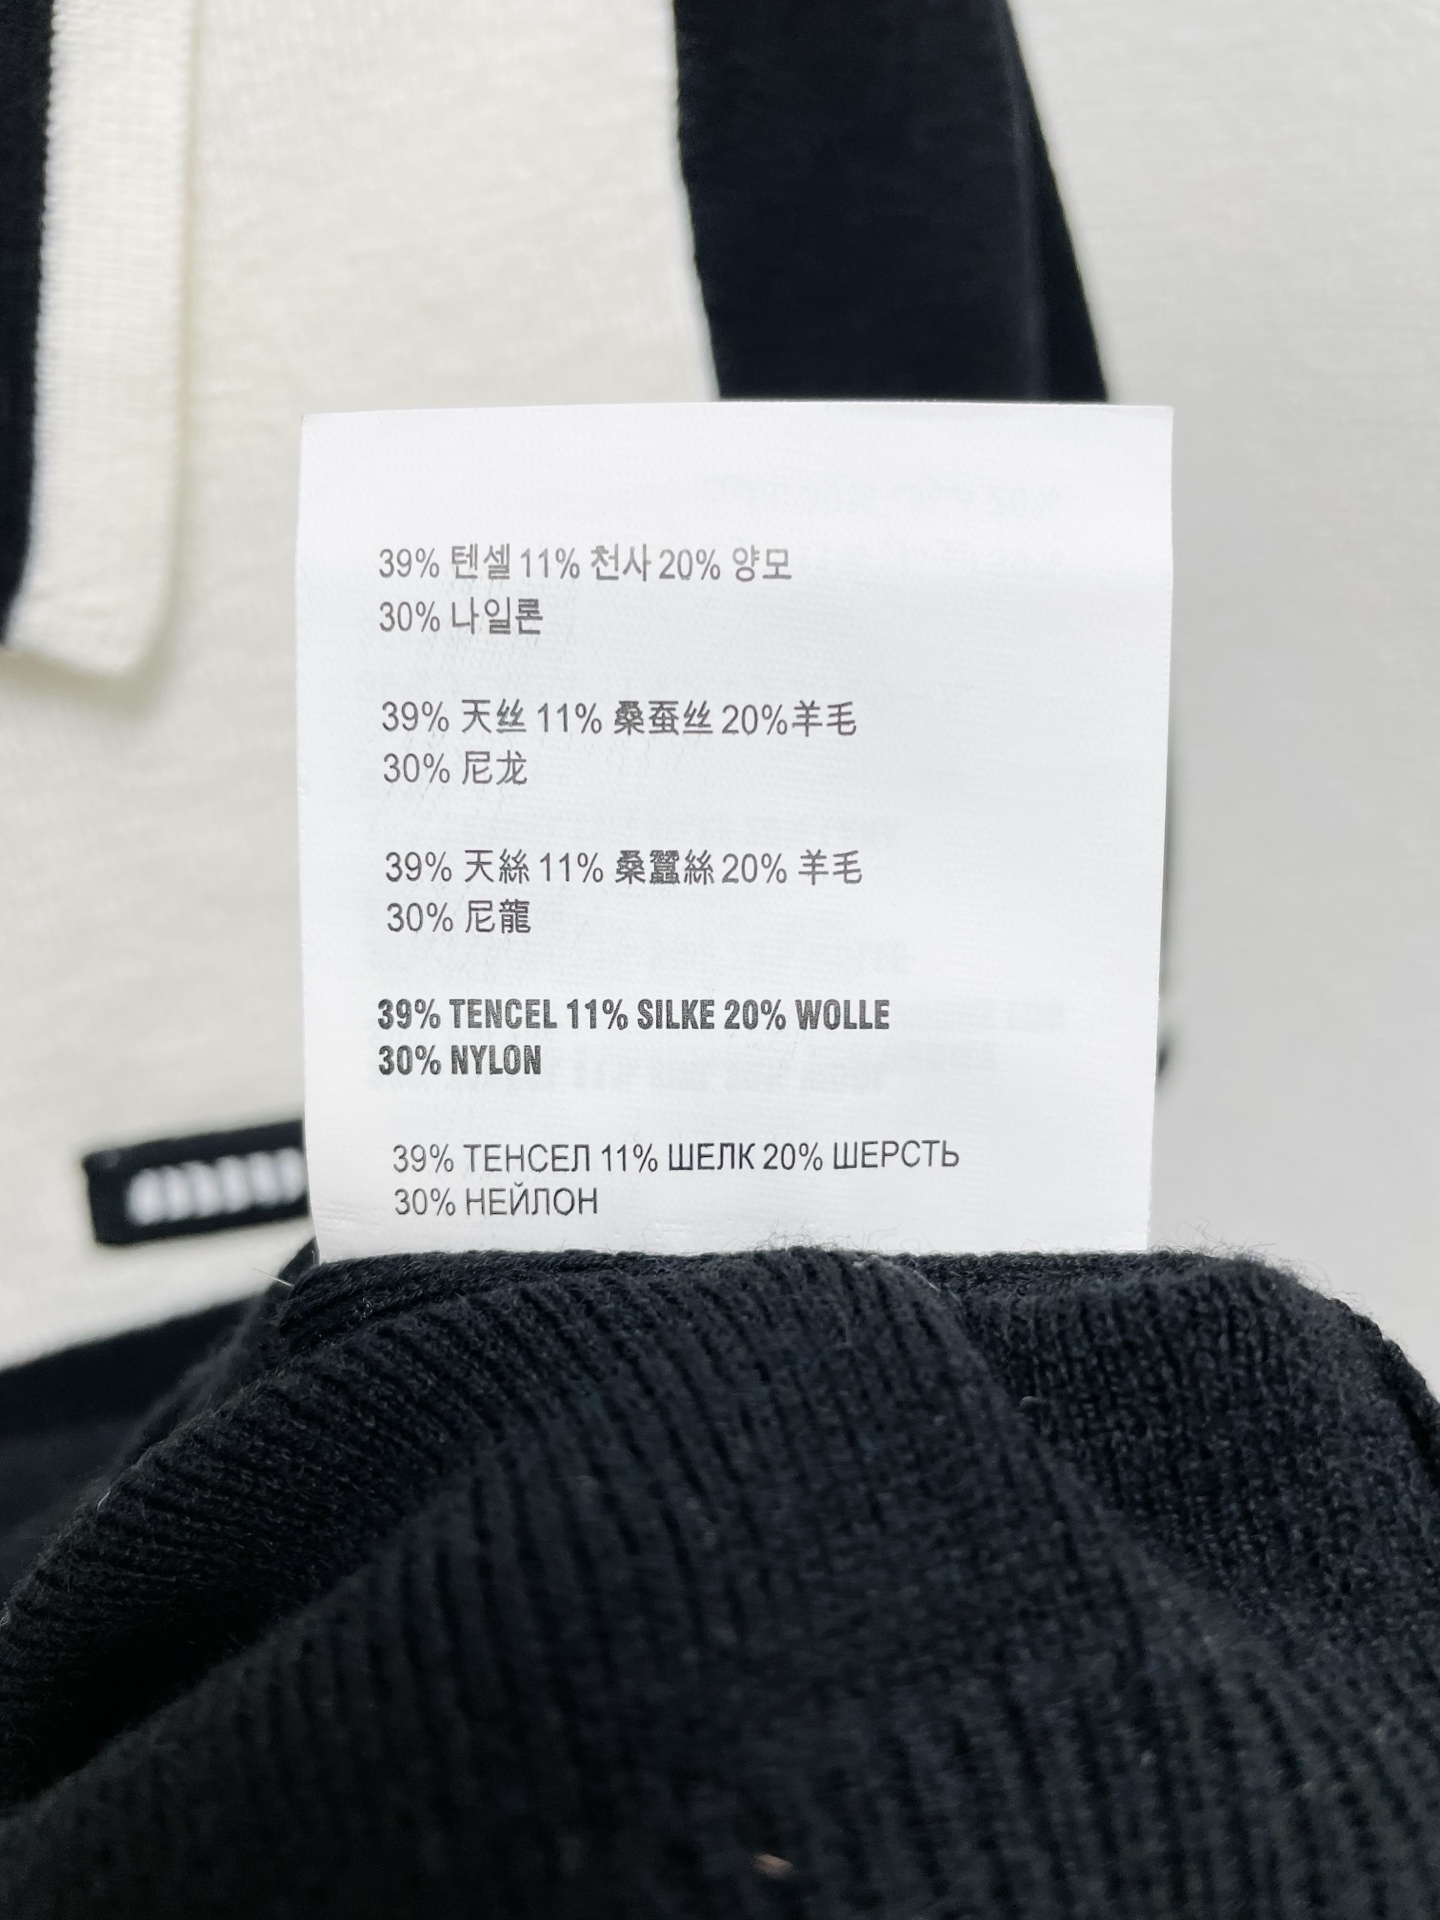 39% 텐셀 11% 천사 20% 양모
30% 나일론
39% 天丝 11% 桑蚕丝 20%羊毛
30% 尼龙
39% 天絲 11% 桑蠶絲 20% 羊毛
30% 尼龍
39% TENCEL 11% SILKE 20% WOLLE
30% NYLON
39% ТЕНСЕЛ 11% ШЕЛК 20% ШЕРСТЬ
30% НЕЙЛОН